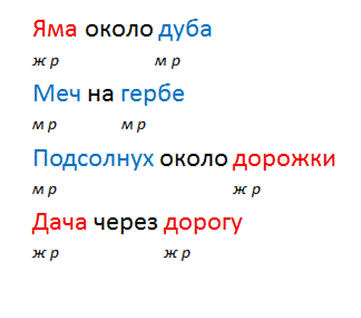 Яма около дуба
ж р м р
Меч на гербе
м р м р
Подсолнух около дорожки
м р ж р
Дача через дорогу
ж р ж р